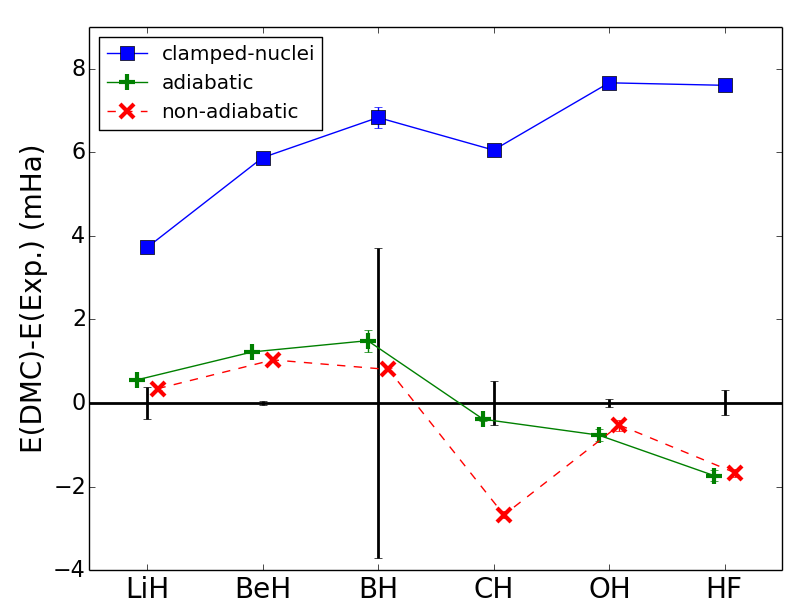 clamped-nuclei
adiabatic
non-adiabatic
E(DMC)-E(Exp.) (mHa)
8
6
4
2
0
−2
−4
LiH BeH BH CH OH HF